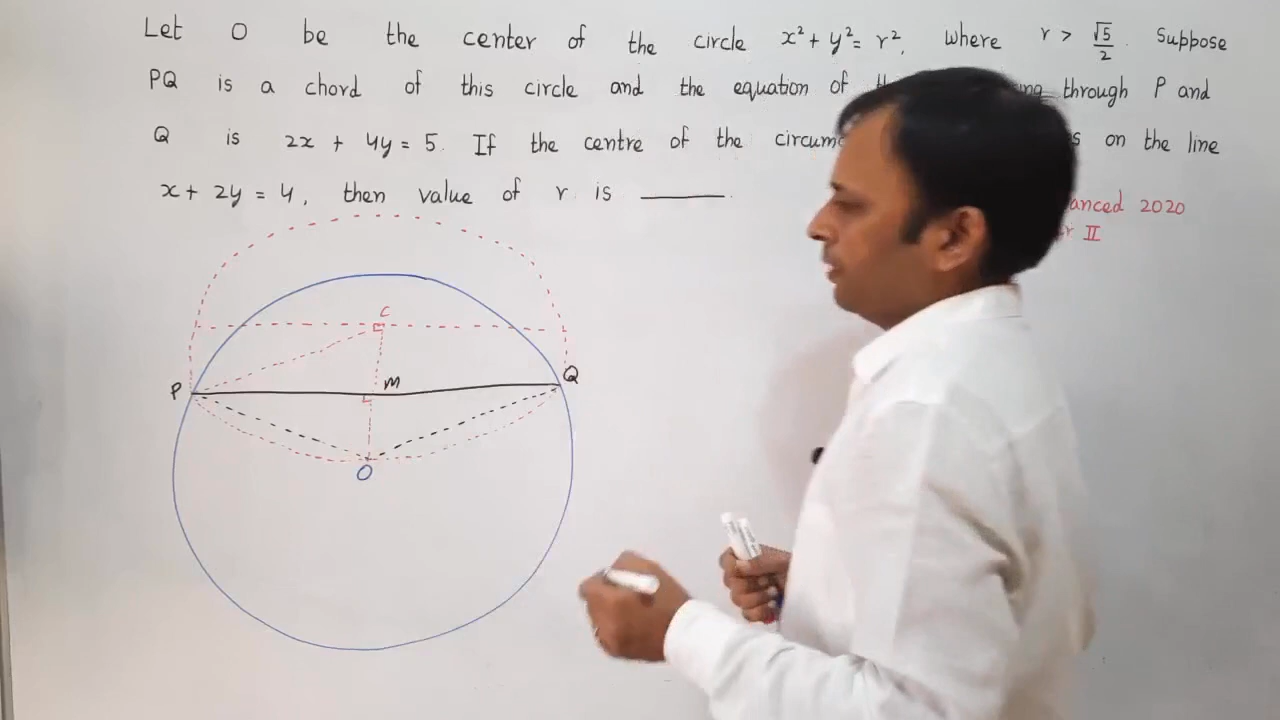 Let O be the center of the circle x² + y² = r², where r > √5/2. Suppose
PQ is a chord of this circle and the equation of through P and
Q is 2x + 4y = 5. If the centre of the on the line
x + 2y = 4, then value of r is ______.
2020
II
C
P
M
Q
O